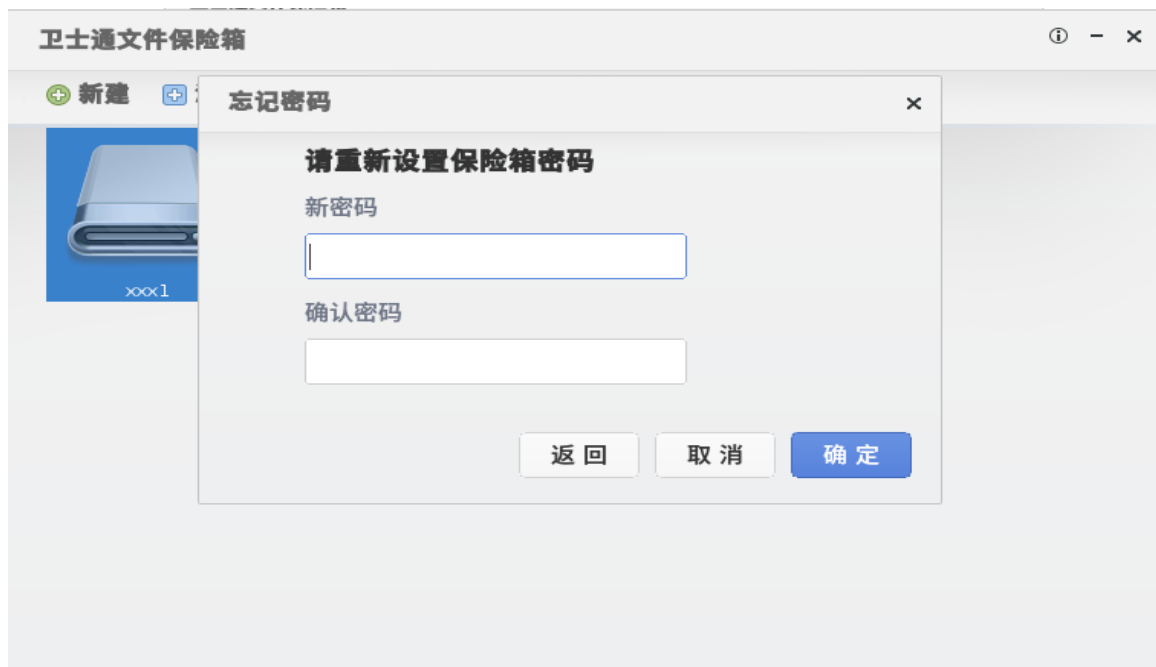 卫士通文件保险箱
新建
忘记密码
请重新设置保险箱密码
新密码
确认密码
xxx1
返回 取消 确定